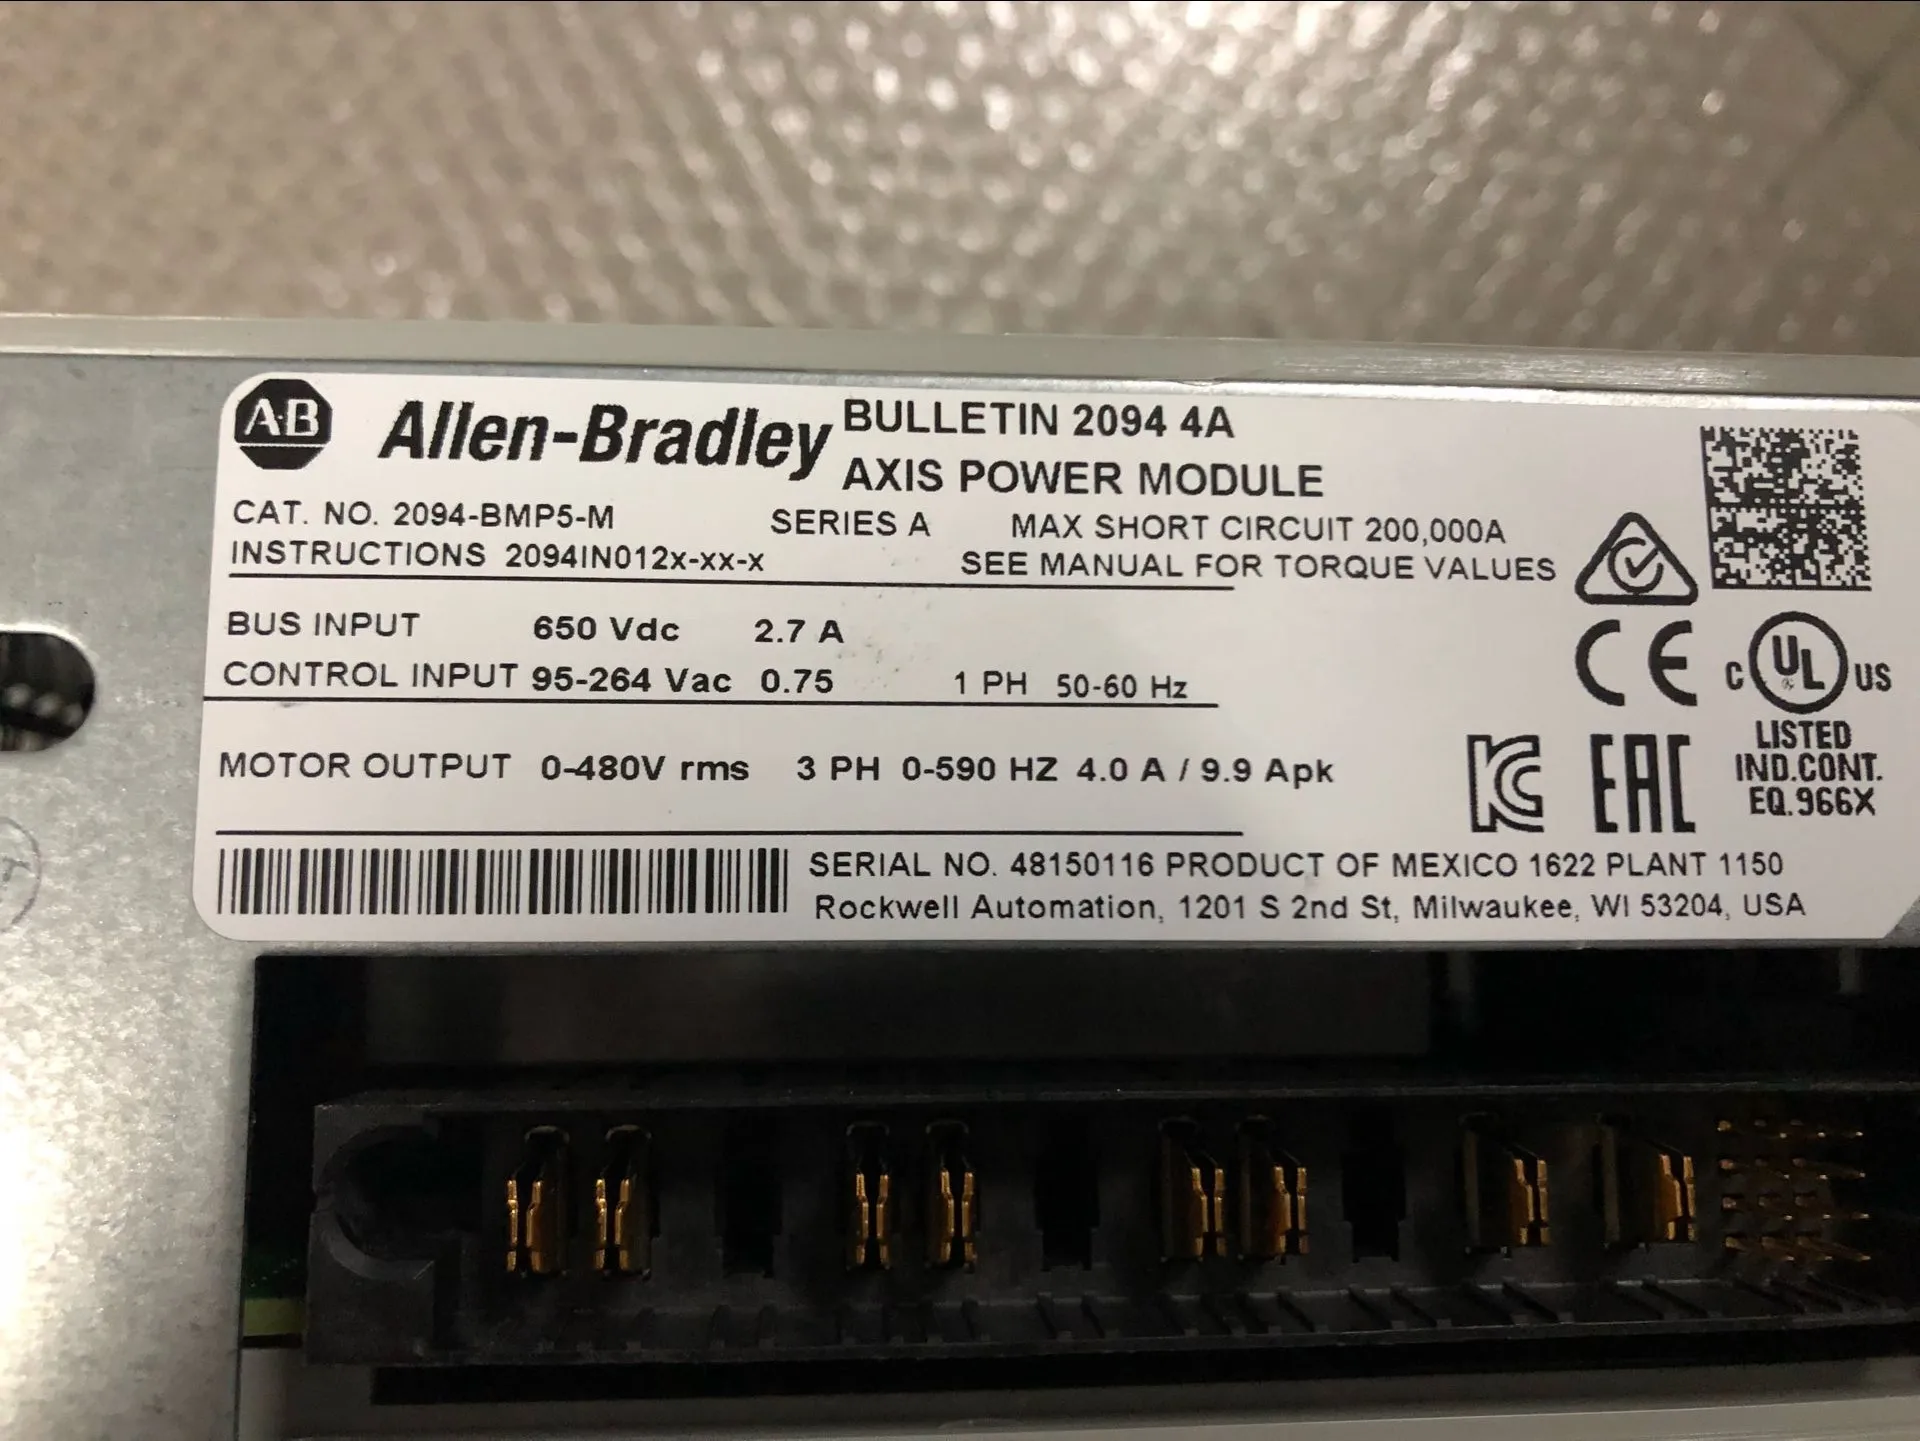 A·B Allen-Bradley
BULLETIN 2094 4A
AXIS POWER MODULE
CAT. NO. 2094-BMP5-M SERIES A MAX SHORT CIRCUIT 200,000A
INSTRUCTIONS 2094IN012x-xx-x SEE MANUAL FOR TORQUE VALUES
BUS INPUT 650 Vdc 2.7 A
CONTROL INPUT 95-264 Vac 0.75 1 PH 50-60 Hz
CE
C UL US
LISTED
IND.CONT.
EQ.966X
MOTOR OUTPUT 0-480V rms 3 PH 0-590 HZ 4.0 A / 9.9 Apk
KC EAC
SERIAL NO. 48150116 PRODUCT OF MEXICO 1622 PLANT 1150
Rockwell Automation, 1201 S 2nd St, Milwaukee, WI 53204, USA